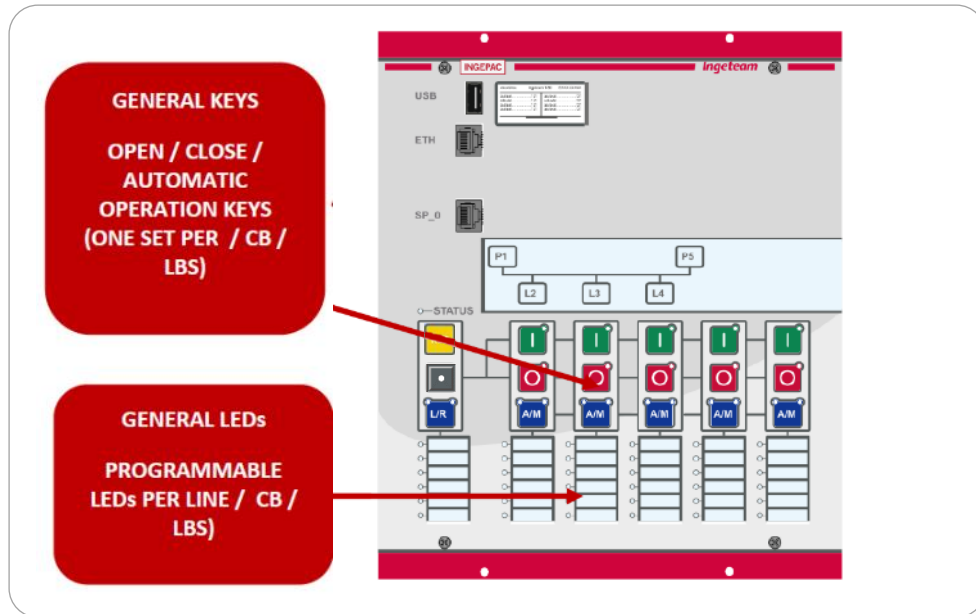 GENERAL KEYS
OPEN / CLOSE /
AUTOMATIC
OPERATION KEYS
(ONE SET PER / CB /
LBS)
GENERAL LEDs
PROGRAMMABLE
LEDs PER LINE / CB /
LBS)
INGEPAC
Ingeteam
USB
ETH
SP_0
P1 P5
L2 L3 L4
STATUS
I I I I I
O O O O O
L/R A/M A/M A/M A/M A/M